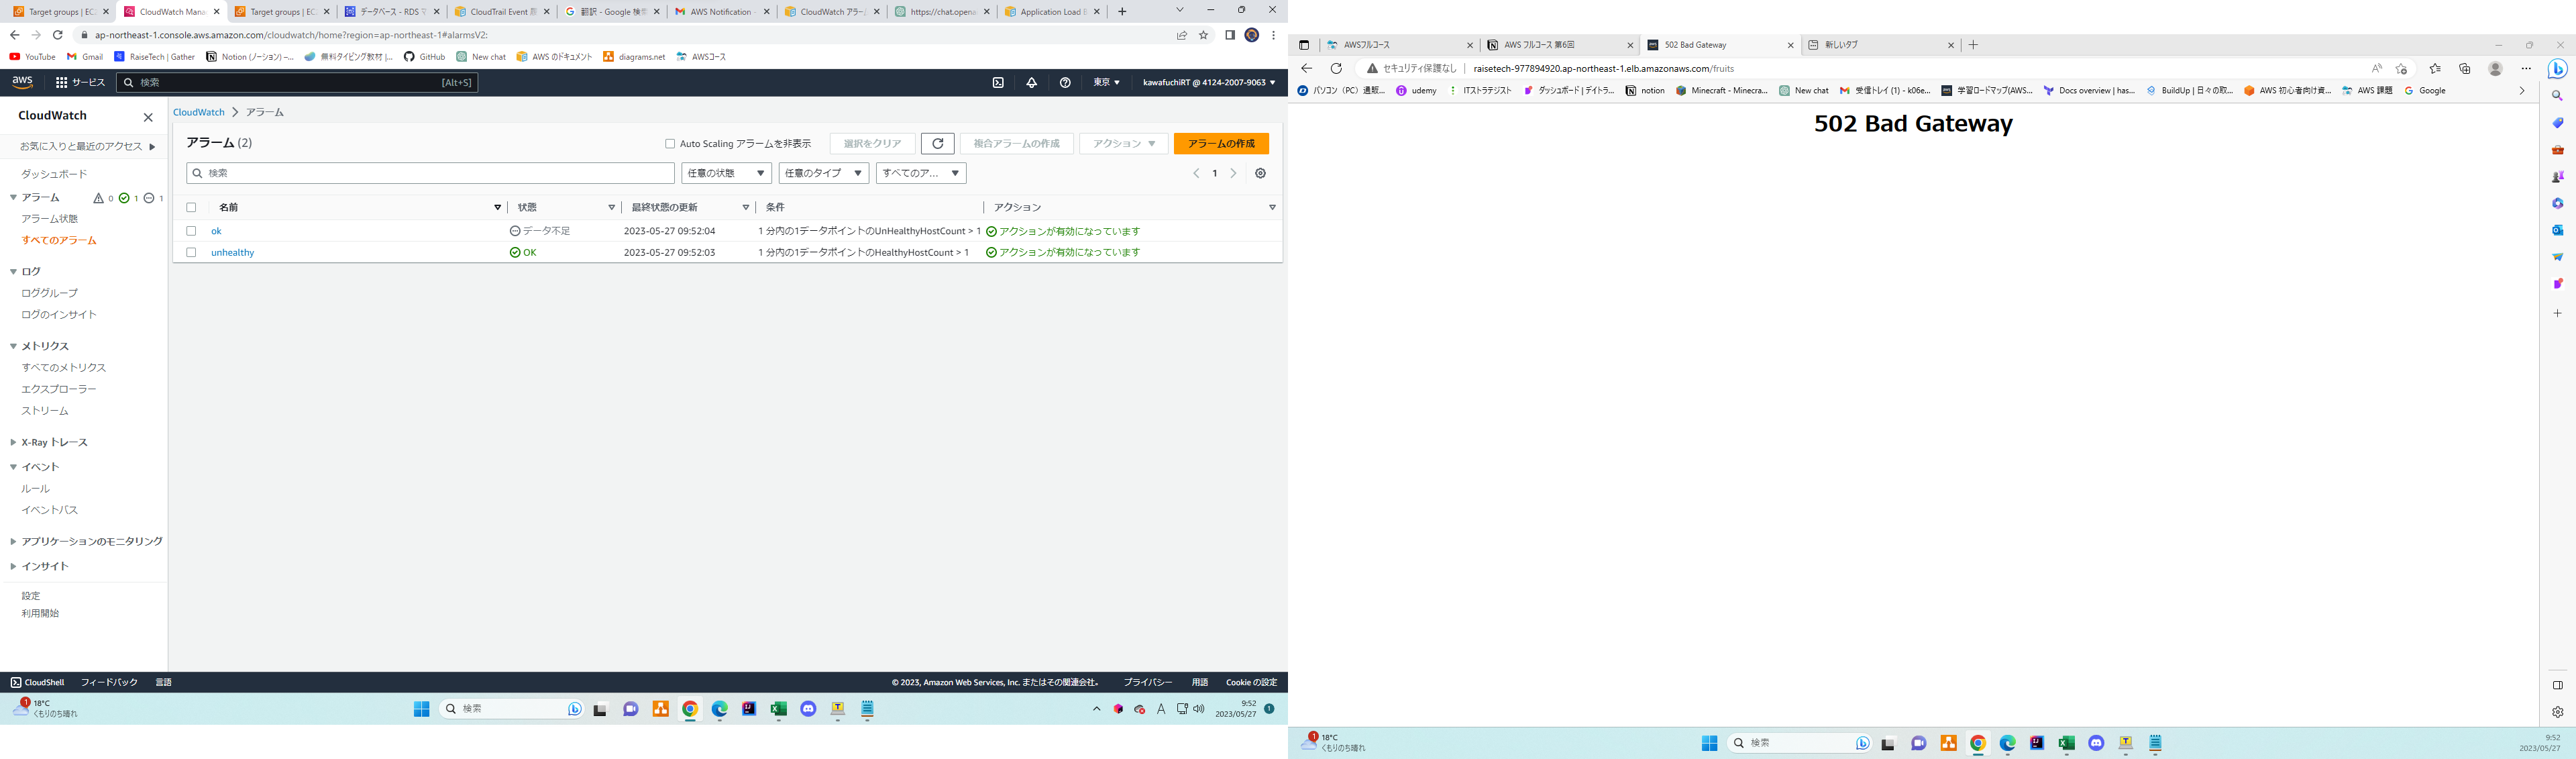 Target groups | EC
CloudWatch Mana
Target groups | EC
データベース - RDS マ
CloudTrail Event 履
翻訳 - Google 検索
AWS Notification
CloudWatch アラー
https://chat.opena
Application Load B
ap-northeast-1.console.aws.amazon.com/cloudwatch/home?region=ap-northeast-1#alarmsV2:
YouTube
Gmail
RaiseTech | Gather
Notion (ノーション) –...
無料タイピング教材 |...
GitHub
New chat
AWS のドキュメント
diagrams.net
AWSコース
aws
サービス
検索
[Alt+S]
東京
kawafuchiRT @ 4124-2007-9063
CloudWatch
お気に入りと最近のアクセス
ダッシュボード
アラーム
0
1
1
アラーム状態
すべてのアラーム
ログ
ロググループ
ログのインサイト
メトリクス
すべてのメトリクス
エクスプローラー
ストリーム
X-Ray トレース
イベント
ルール
イベントバス
アプリケーションのモニタリング
インサイト
設定
利用開始
CloudWatch
アラーム
アラーム (2)
Auto Scaling アラームを非表示
選択をクリア
複合アラームの作成
アクション
アラームの作成
検索
任意の状態
任意のタイプ
すべてのア...
1
名前
状態
最終状態の更新
条件
アクション
ok
データ不足
2023-05-27 09:52:04
1 分内の1データポイントのUnHealthyHostCount > 1
アクションが有効になっています
unhealthy
OK
2023-05-27 09:52:03
1 分内の1データポイントのHealthyHostCount > 1
アクションが有効になっています
CloudShell
フィードバック
言語
© 2023, Amazon Web Services, Inc. またはその関連会社。
プライバシー
用語
Cookie の設定
1
18°C
くもりのち晴れ
検索
A
9:52
2023/05/27
1
AWSフルコース
AWS フルコース 第6回
502 Bad Gateway
新しいタブ
セキュリティ保護なし
raisetech-977894920.ap-northeast-1.elb.amazonaws.com/fruits
パソコン（PC）通販...
udemy
ITストラテジスト
ダッシュボード | デイトラ...
notion
Minecraft - Minecra...
New chat
受信トレイ (1) - k06e...
学習ロードマップ(AWS...
Docs overview | has...
BuildUp | 日々の取...
AWS 初心者向け資...
AWS 課題
Google
502 Bad Gateway
1
18°C
くもりのち晴れ
検索
9:52
2023/05/27